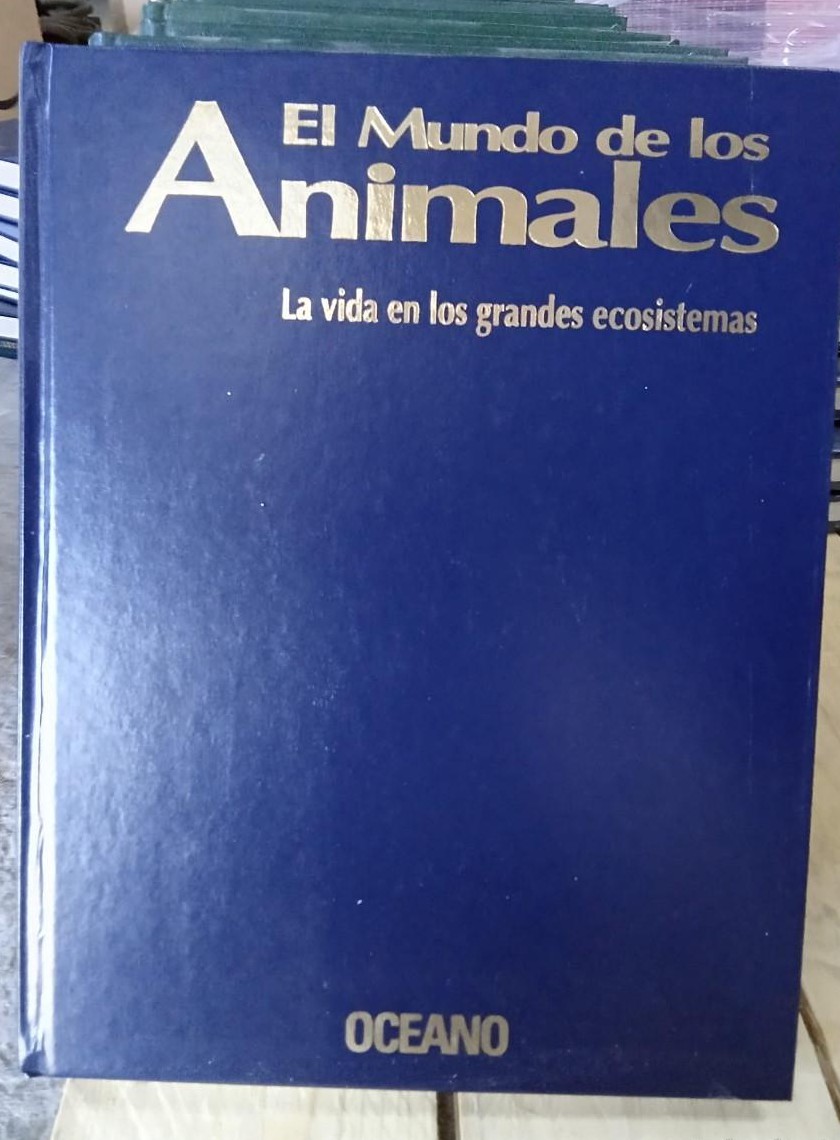 El Mundo de los
Animales
La vida en los grandes ecosistemas
OCEANO